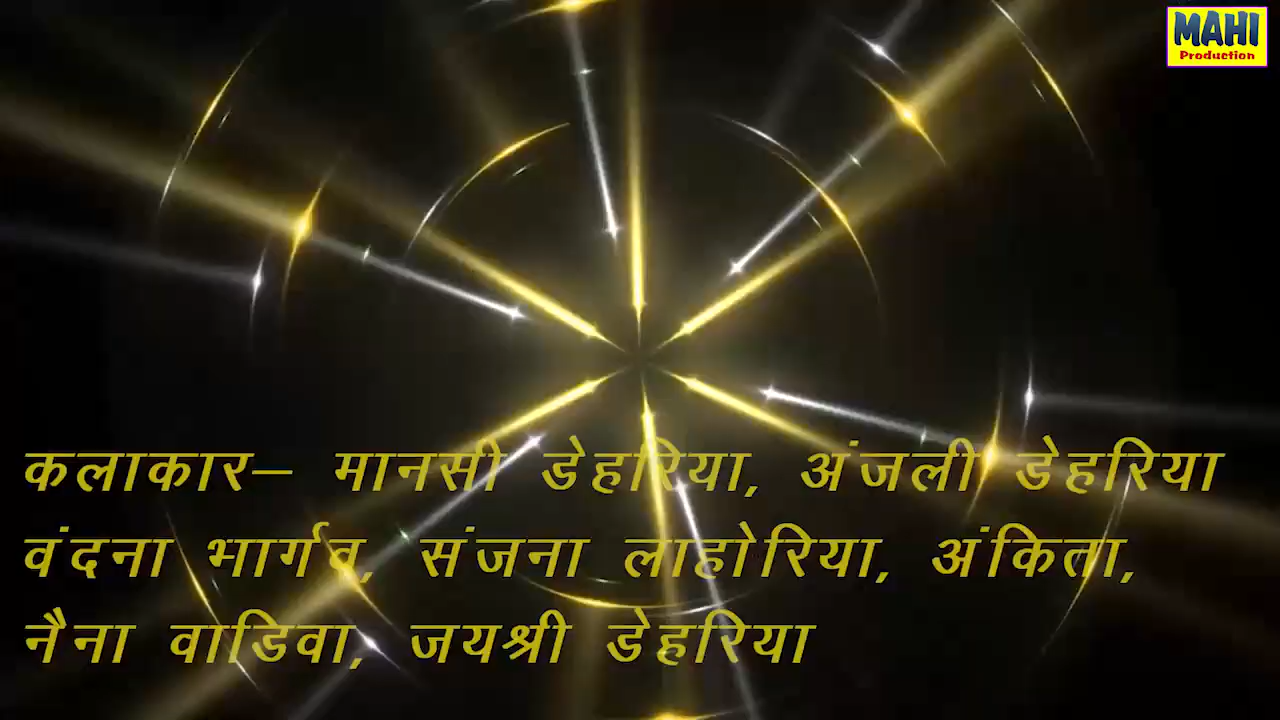 MAHI
Production
कलाकार– मानसी डेहरिया, अंजली डेहरिया
वंदना भार्गव, संजना लाहोरिया, अंकिता,
नैना वाडिवा, जयश्री डेहरिया